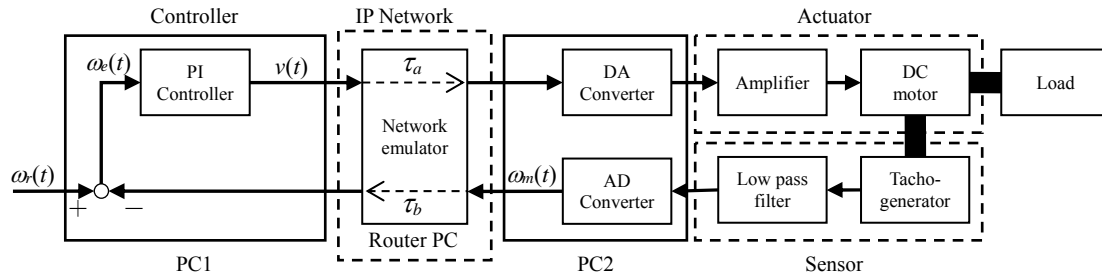 Controller
IP Network
Actuator
ωe(t)
PI
Controller
v(t)
τa
DA
Converter
Amplifier
DC
motor
Load
Network
emulator
ωr(t)
+
−
τb
ωm(t)
AD
Converter
Low pass
filter
Tacho-
generator
Router PC
PC1
PC2
Sensor